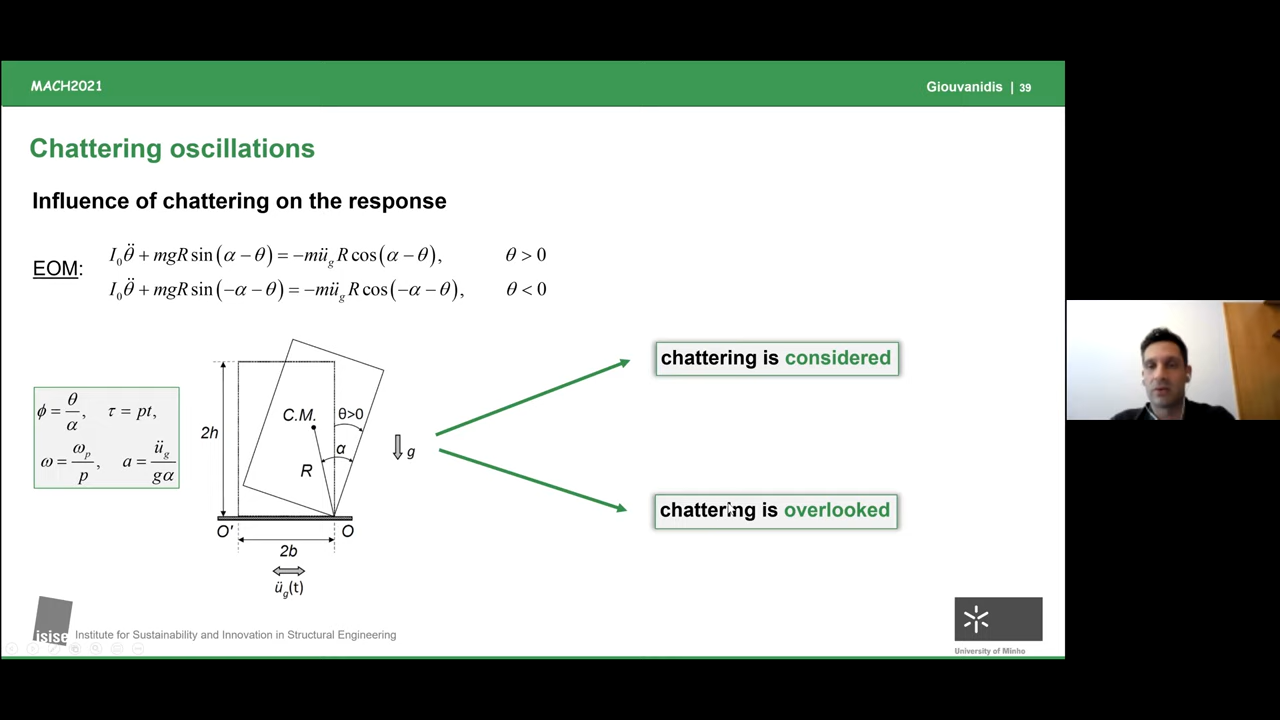 MACH2021
Giouvanidis | 39
Chattering oscillations
Influence of chattering on the response
EOM:
I₀θ̈ + mgR sin(α − θ) = −mü_g R cos(α − θ), θ > 0
I₀θ̈ + mgR sin(−α − θ) = −mü_g R cos(−α − θ), θ < 0
ϕ = θ/α, τ = pt,
ω = ω_p/p, a = ü_g/gα
2h
C.M.
θ>0
α
R
g
O'
O
2b
ü_g(t)
chattering is considered
chattering is overlooked
isise
Institute for Sustainability and Innovation in Structural Engineering
University of Minho